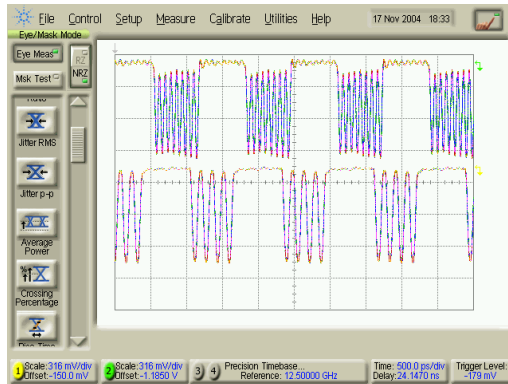 File Control Setup Measure Calibrate Utilities Help 17 Nov 2004 18:33
Eye/Mask Mode
Eye Meas
RZ
NRZ
Msk Test
Jitter RMS
Jitter p-p
Average
Power
Crossing
Percentage
1 Scale:316 mV/div
Offset:-150.0 mV
2 Scale:316 mV/div
Offset:-1.1850 V
3 4 Precision Timebase...
Reference: 12.50000 GHz
Time: 500.0 ps/div
Delay:24.1470 ns
Trigger Level:
-179 mV